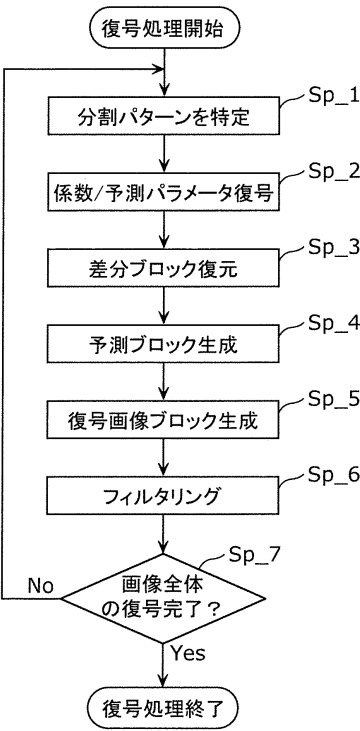 復号処理開始
Sp_1
分割パターンを特定
Sp_2
係数/予測パラメータ復号
Sp_3
差分ブロック復元
Sp_4
予測ブロック生成
Sp_5
復号画像ブロック生成
Sp_6
フィルタリング
Sp_7
No
画像全体
の復号完了？
Yes
復号処理終了